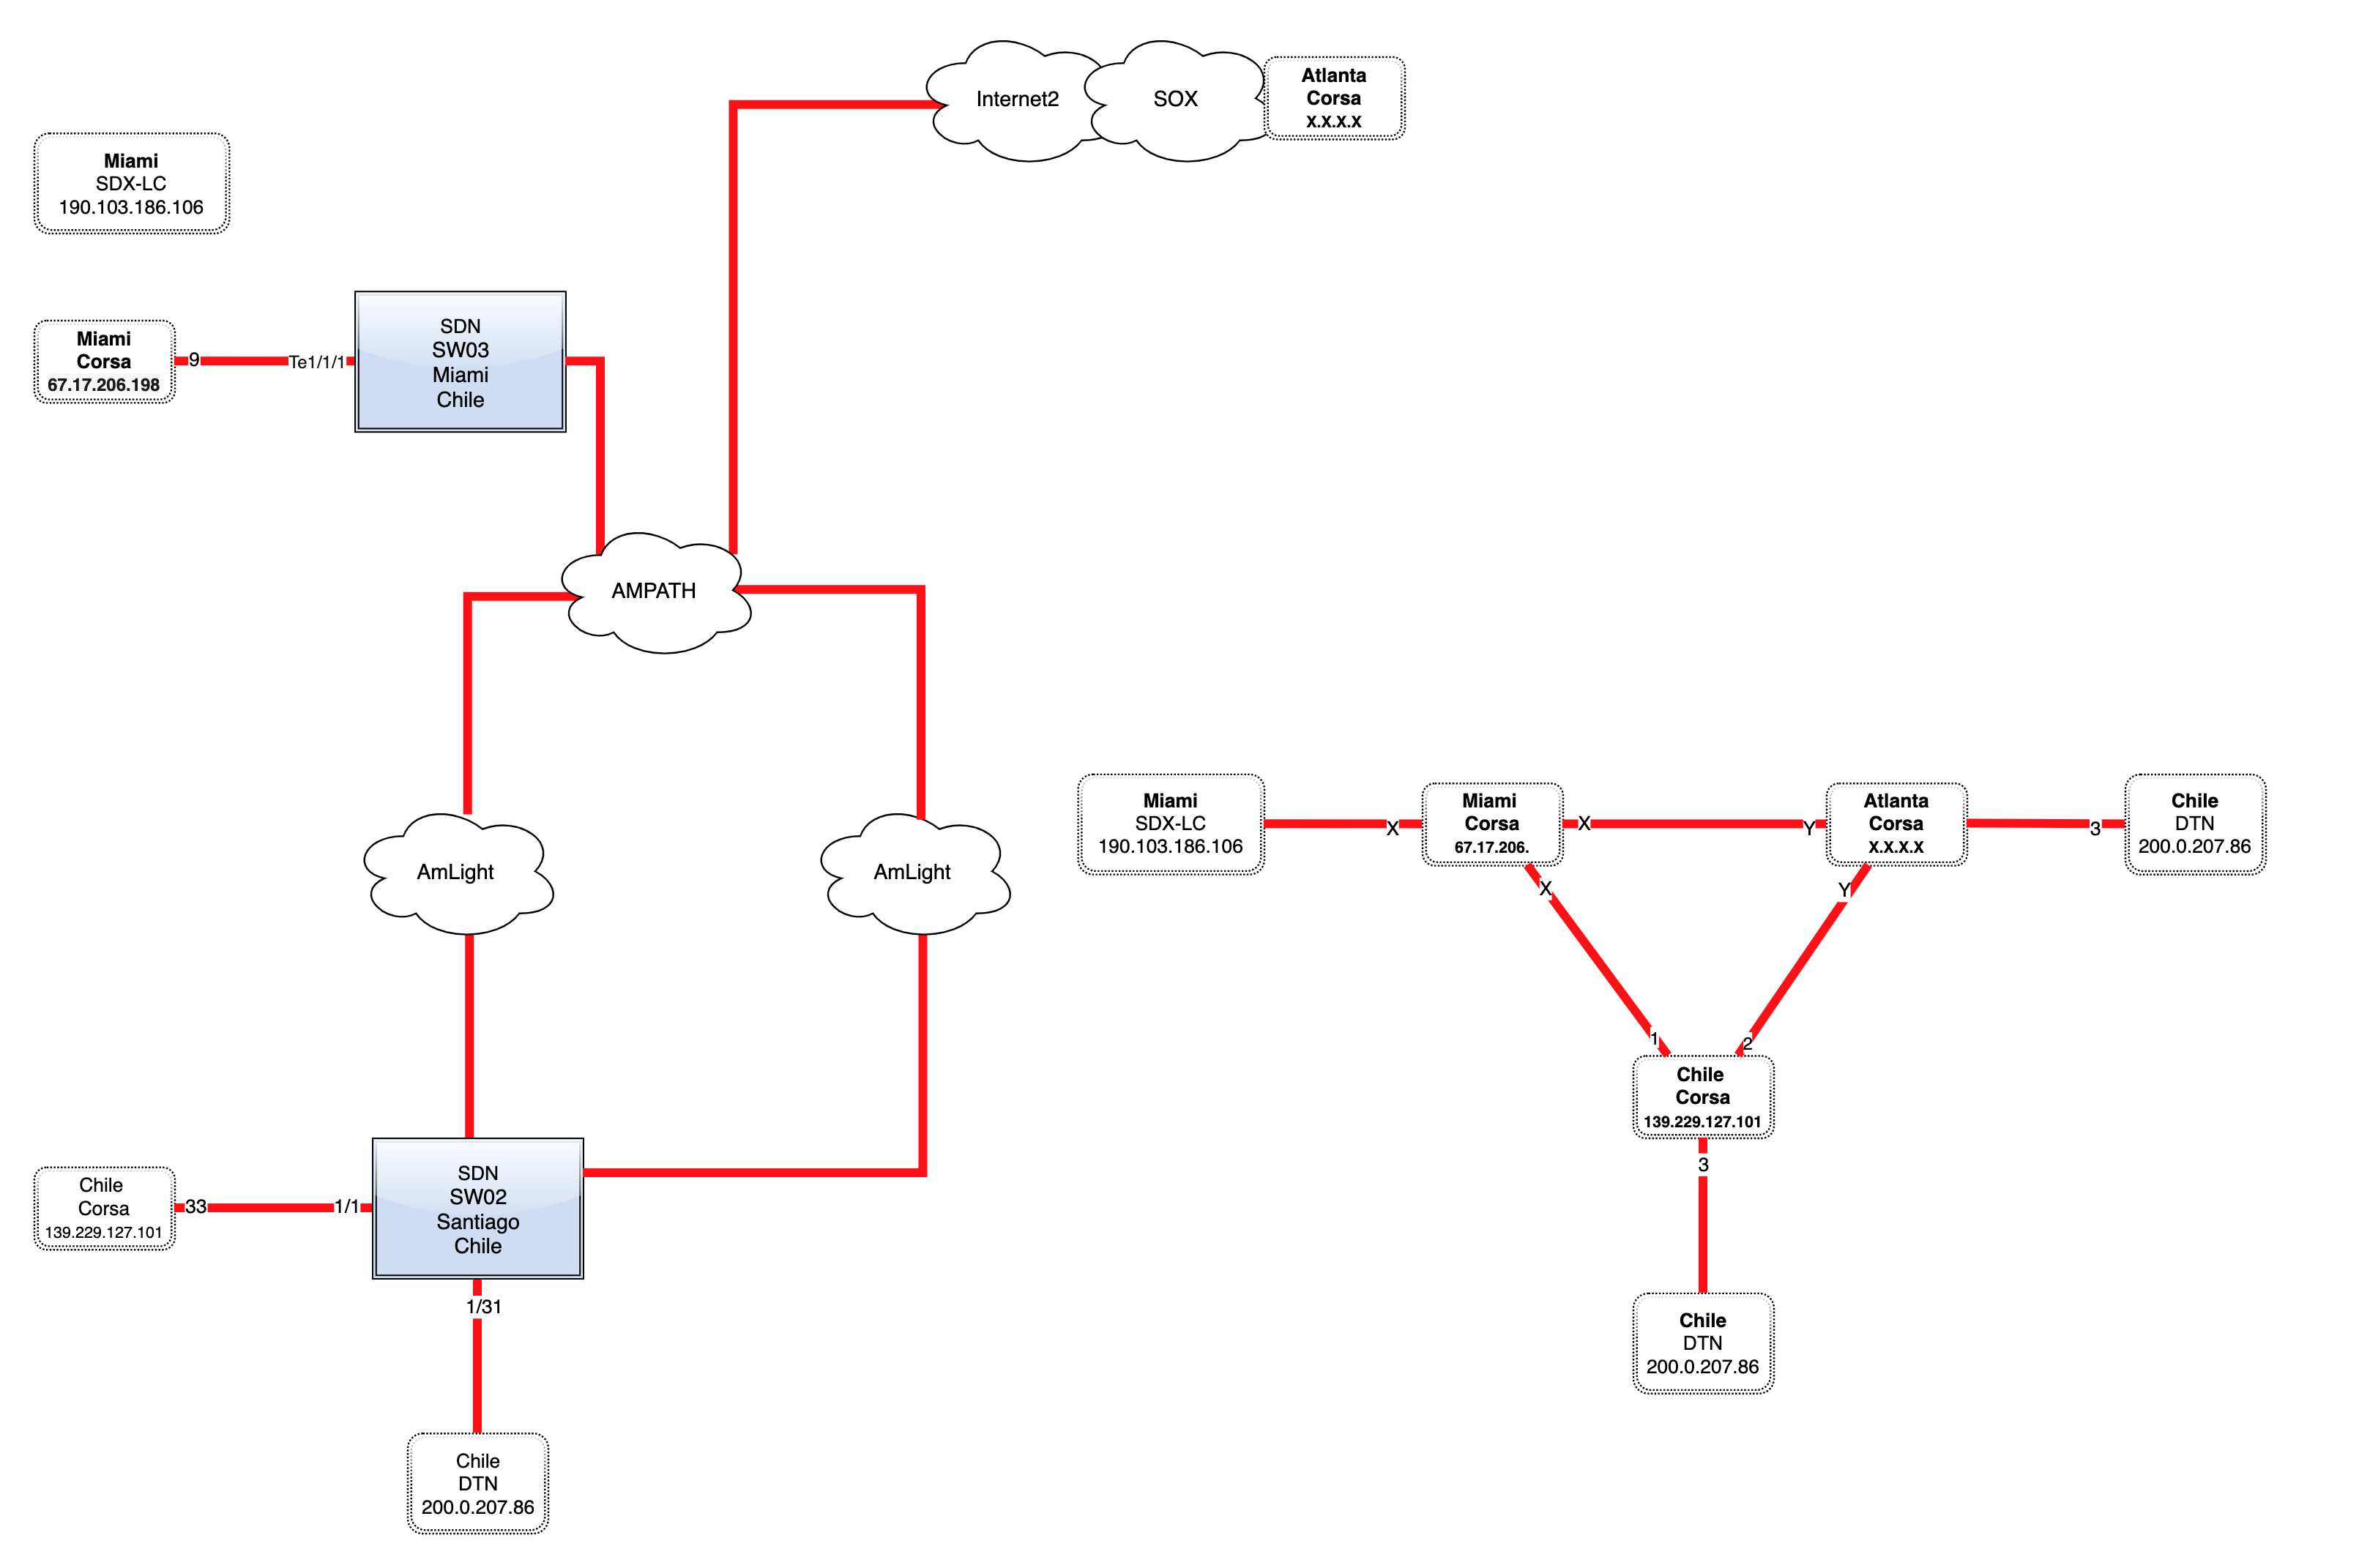 Internet2
SOX
Atlanta
Corsa
X.X.X.X
Miami
SDX-LC
190.103.186.106
Miami
Corsa
67.17.206.198
9
Te1/1/1
SDN
SW03
Miami
Chile
AMPATH
AmLight
AmLight
Chile
Corsa
139.229.127.101
33
1/1
SDN
SW02
Santiago
Chile
1/31
Chile
DTN
200.0.207.86
Miami
SDX-LC
190.103.186.106
X
Miami
Corsa
67.17.206.
X
Y
Atlanta
Corsa
X.X.X.X
3
Chile
DTN
200.0.207.86
X
Y
1
2
Chile
Corsa
139.229.127.101
3
Chile
DTN
200.0.207.86